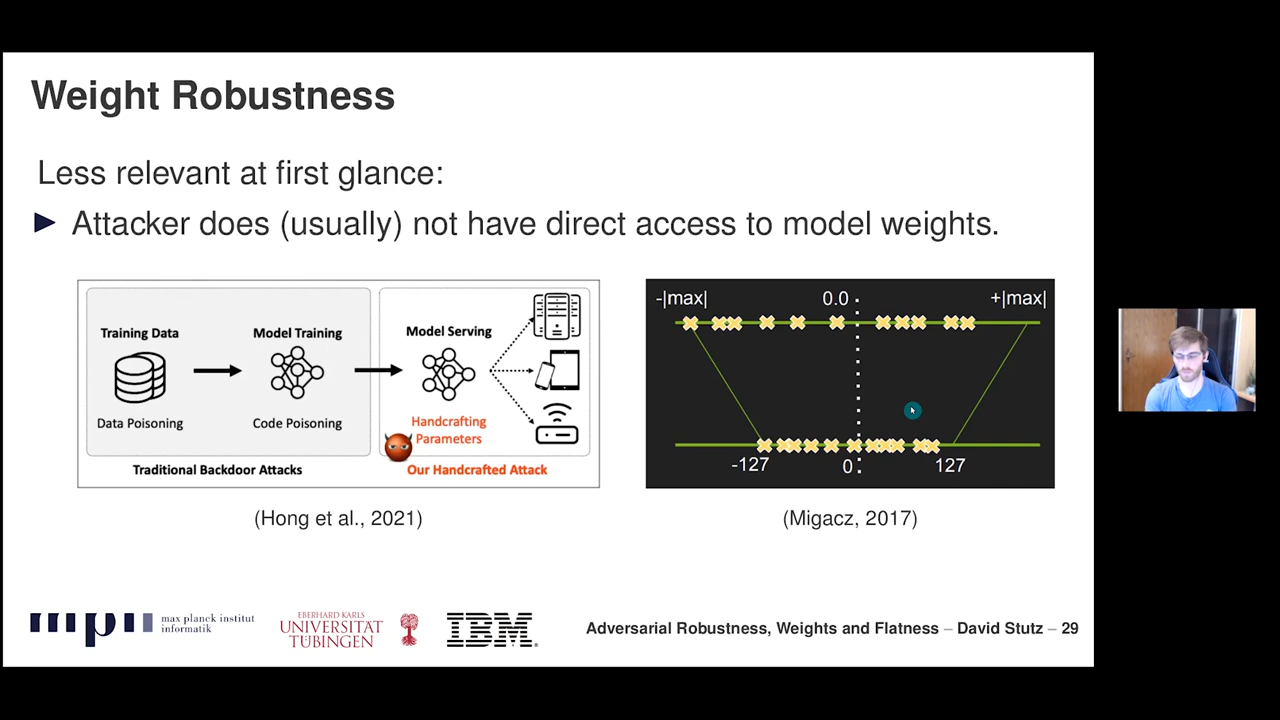 Weight Robustness
Less relevant at first glance:
Attacker does (usually) not have direct access to model weights.
Training Data
Data Poisoning
Model Training
Code Poisoning
Traditional Backdoor Attacks
Model Serving
Handcrafting
Parameters
Our Handcrafted Attack
(Hong et al., 2021)
-|max|
0.0
+|max|
-127
0
127
(Migacz, 2017)
mpii max planck institut
informatik
EBERHARD KARLS
UNIVERSITÄT
TÜBINGEN
IBM
Adversarial Robustness, Weights and Flatness – David Stutz – 29